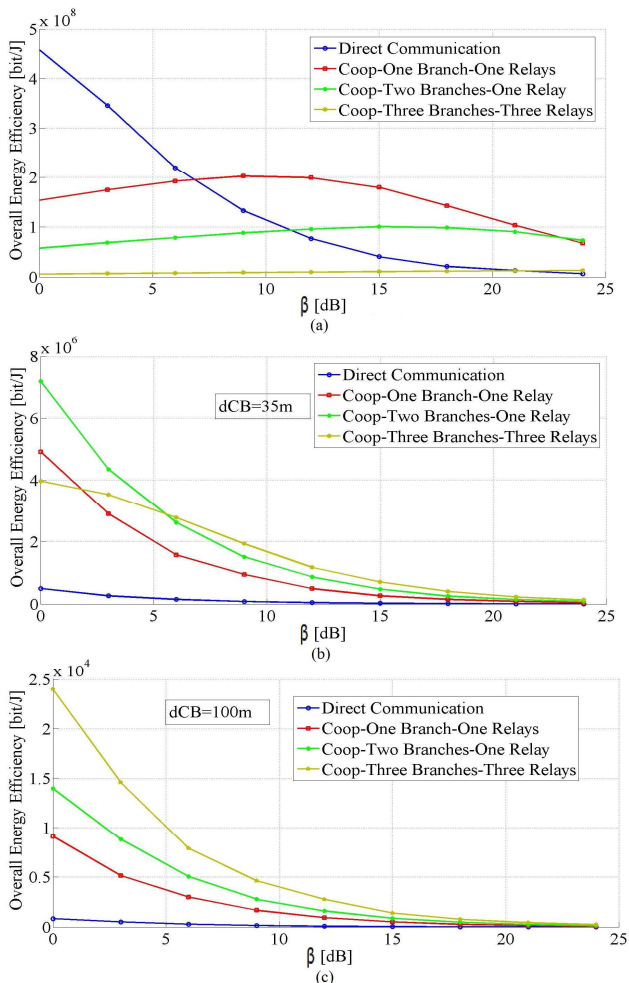 5 x 10^8
Overall Energy Efficiency [bit/J]
4
3
2
1
0
Direct Communication
Coop-One Branch-One Relays
Coop-Two Branches-One Relay
Coop-Three Branches-Three Relays
0 5 10 15 20 25
β [dB]
(a)
8 x 10^6
Overall Energy Efficiency [bit/J]
6
4
2
0
dCB=35m
Direct Communication
Coop-One Branch-One Relay
Coop-Two Branches-One Relay
Coop-Three Branches-Three Relays
0 5 10 15 20 25
β [dB]
(b)
2.5 x 10^4
Overall Energy Efficiency [bit/J]
2
1.5
1
0.5
0
dCB=100m
Direct Communication
Coop-One Branch-One Relays
Coop-Two Branches-One Relay
Coop-Three Branches-Three Relays
0 5 10 15 20 25
β [dB]
(c)